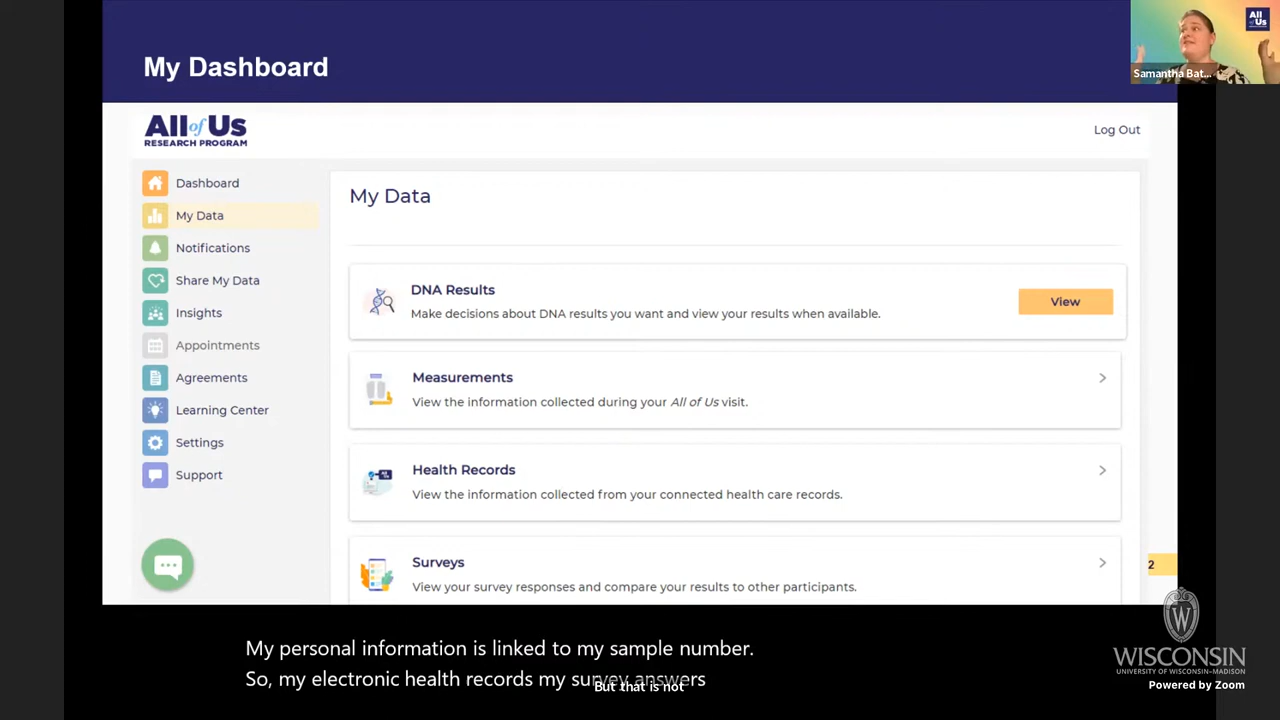 My Dashboard
All of Us
Samantha Bat...
All of Us
RESEARCH PROGRAM
Log Out
Dashboard
My Data
Notifications
Share My Data
Insights
Appointments
Agreements
Learning Center
Settings
Support
My Data
DNA Results
Make decisions about DNA results you want and view your results when available.
View
Measurements
View the information collected during your All of Us visit.
Health Records
View the information collected from your connected health care records.
Surveys
View your survey responses and compare your results to other participants.
2
My personal information is linked to my sample number.
So, my electronic health records my survey answers
But that is not
W
WISCONSIN
UNIVERSITY OF WISCONSIN–MADISON
Powered by Zoom